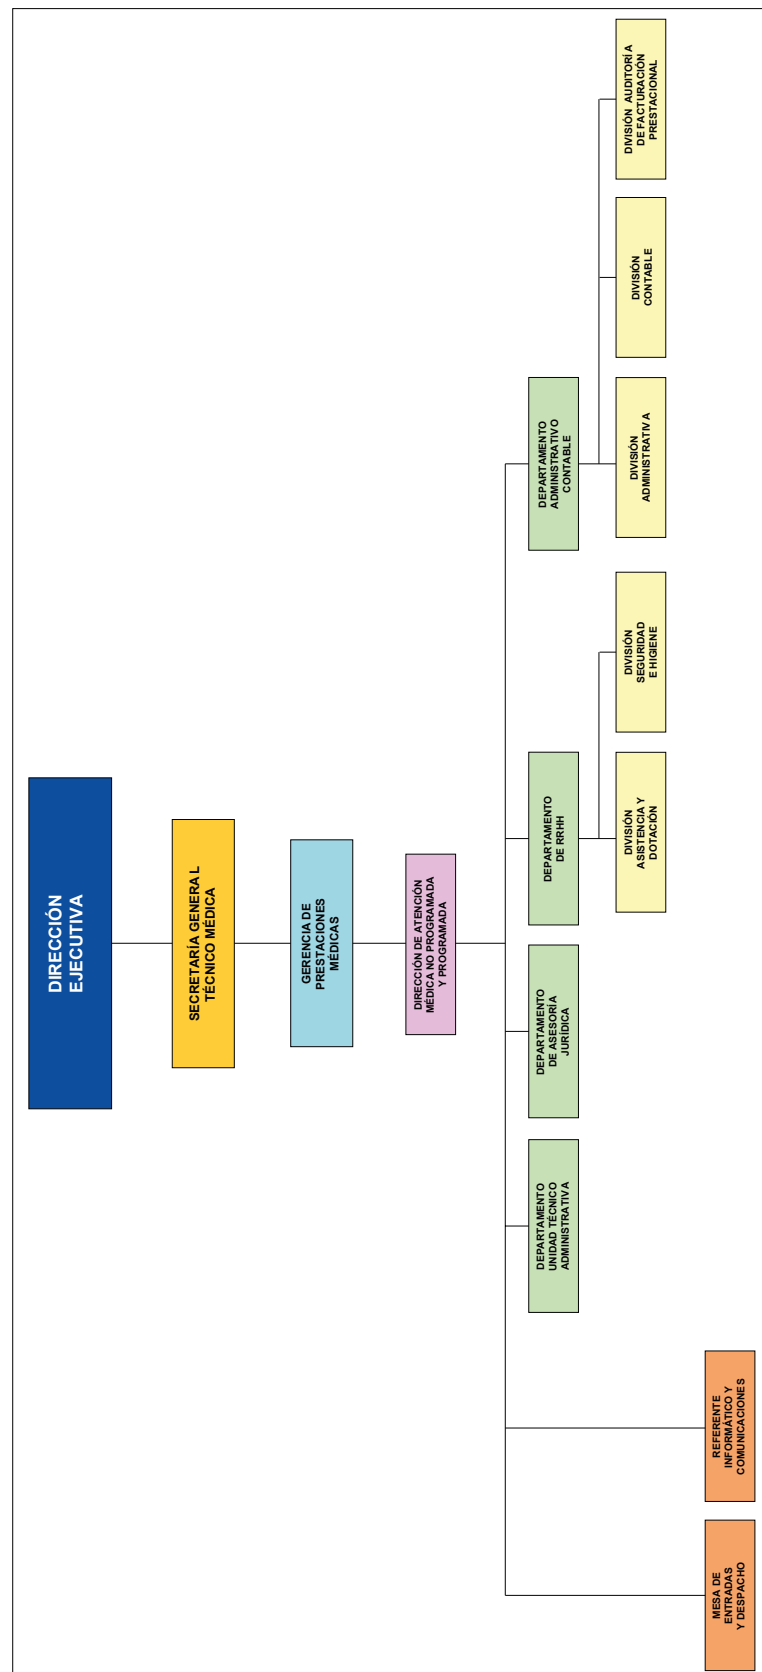 DIRECCIÓN
EJECUTIVA
SECRETARÍA GENERAL
TÉCNICO MÉDICA
GERENCIA DE
PRESTACIONES
MÉDICAS
DIRECCIÓN DE ATENCIÓN
MÉDICA NO PROGRAMADA
Y PROGRAMADA
DEPARTAMENTO
UNIDAD TÉCNICO
ADMINISTRATIVA
DEPARTAMENTO
DE ASESORÍA
JURÍDICA
DEPARTAMENTO
DE RRHH
DEPARTAMENTO
ADMINISTRATIVO
CONTABLE
DIVISIÓN
ASISTENCIA Y
DOTACIÓN
DIVISIÓN
SEGURIDAD
E HIGIENE
DIVISIÓN
ADMINISTRATIVA
DIVISIÓN
CONTABLE
DIVISIÓN AUDITORÍA
DE FACTURACIÓN
PRESTACIONAL
MESA DE
ENTRADAS
Y DESPACHO
REFERENTE
INFORMÁTICO Y
COMUNICACIONES